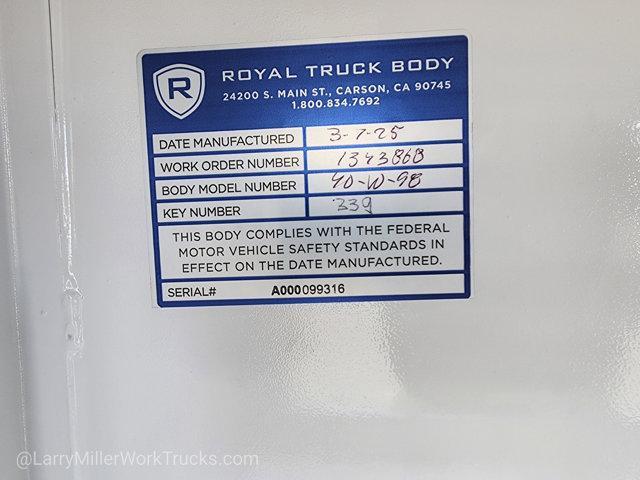 R
ROYAL TRUCK BODY
24200 S. MAIN ST., CARSON, CA 90745
1.800.834.7692
DATE MANUFACTURED 3-7-25
WORK ORDER NUMBER 1343868
BODY MODEL NUMBER 40-W-98
KEY NUMBER 339
THIS BODY COMPLIES WITH THE FEDERAL
MOTOR VEHICLE SAFETY STANDARDS IN
EFFECT ON THE DATE MANUFACTURED.
SERIAL# A000099316
@LarryMillerWorkTrucks.com